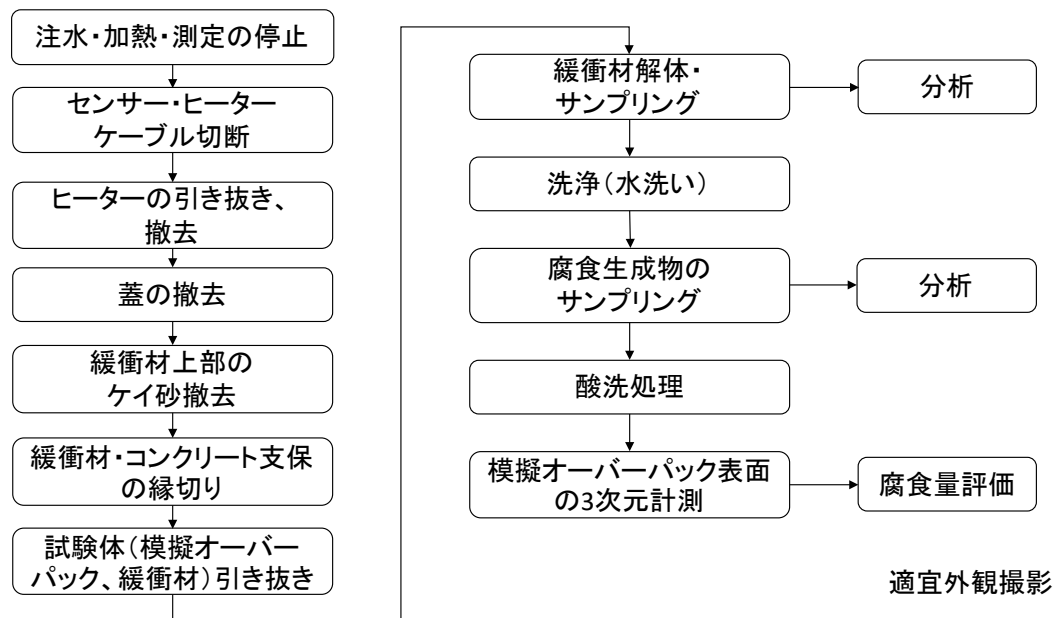 注水・加熱・測定の停止
センサー・ヒーター
ケーブル切断
ヒーターの引き抜き、
撤去
蓋の撤去
緩衝材上部の
ケイ砂撤去
緩衝材・コンクリート支保
の縁切り
試験体（模擬オーバー
パック、緩衝材）引き抜き
緩衝材解体・
サンプリング
分析
洗浄（水洗い）
腐食生成物の
サンプリング
分析
酸洗処理
模擬オーバーパック表面
の3次元計測
腐食量評価
適宜外観撮影